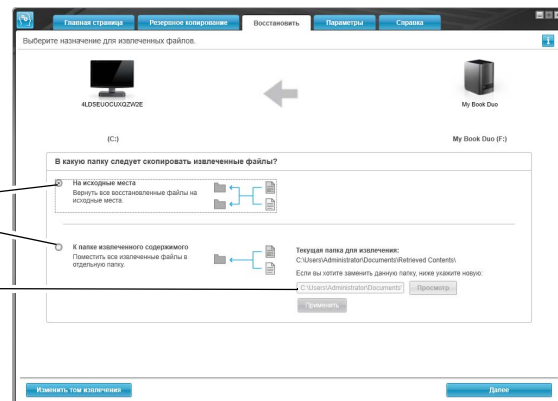 Главная страница
Резервное копирование
Восстановить
Параметры
Справка
Выберите назначение для извлеченных файлов.
i
4LDSEUOCUXQZW2E
My Book Duo
(C:)
My Book Duo (F:)
В какую папку следует скопировать извлеченные файлы?
На исходные места
Вернуть все восстановленные файлы на
исходные места.
К папке извлеченного содержимого
Поместить все извлеченные файлы в
отдельную папку.
Текущая папка для извлечения:
C:\Users\Administrator\Documents\Retrieved Contents\
Если вы хотите заменить данную папку, ниже укажите новую:
C:\Users\Administrator\Documents\
Просмотр
Применить
Изменить том извлечения
Далее